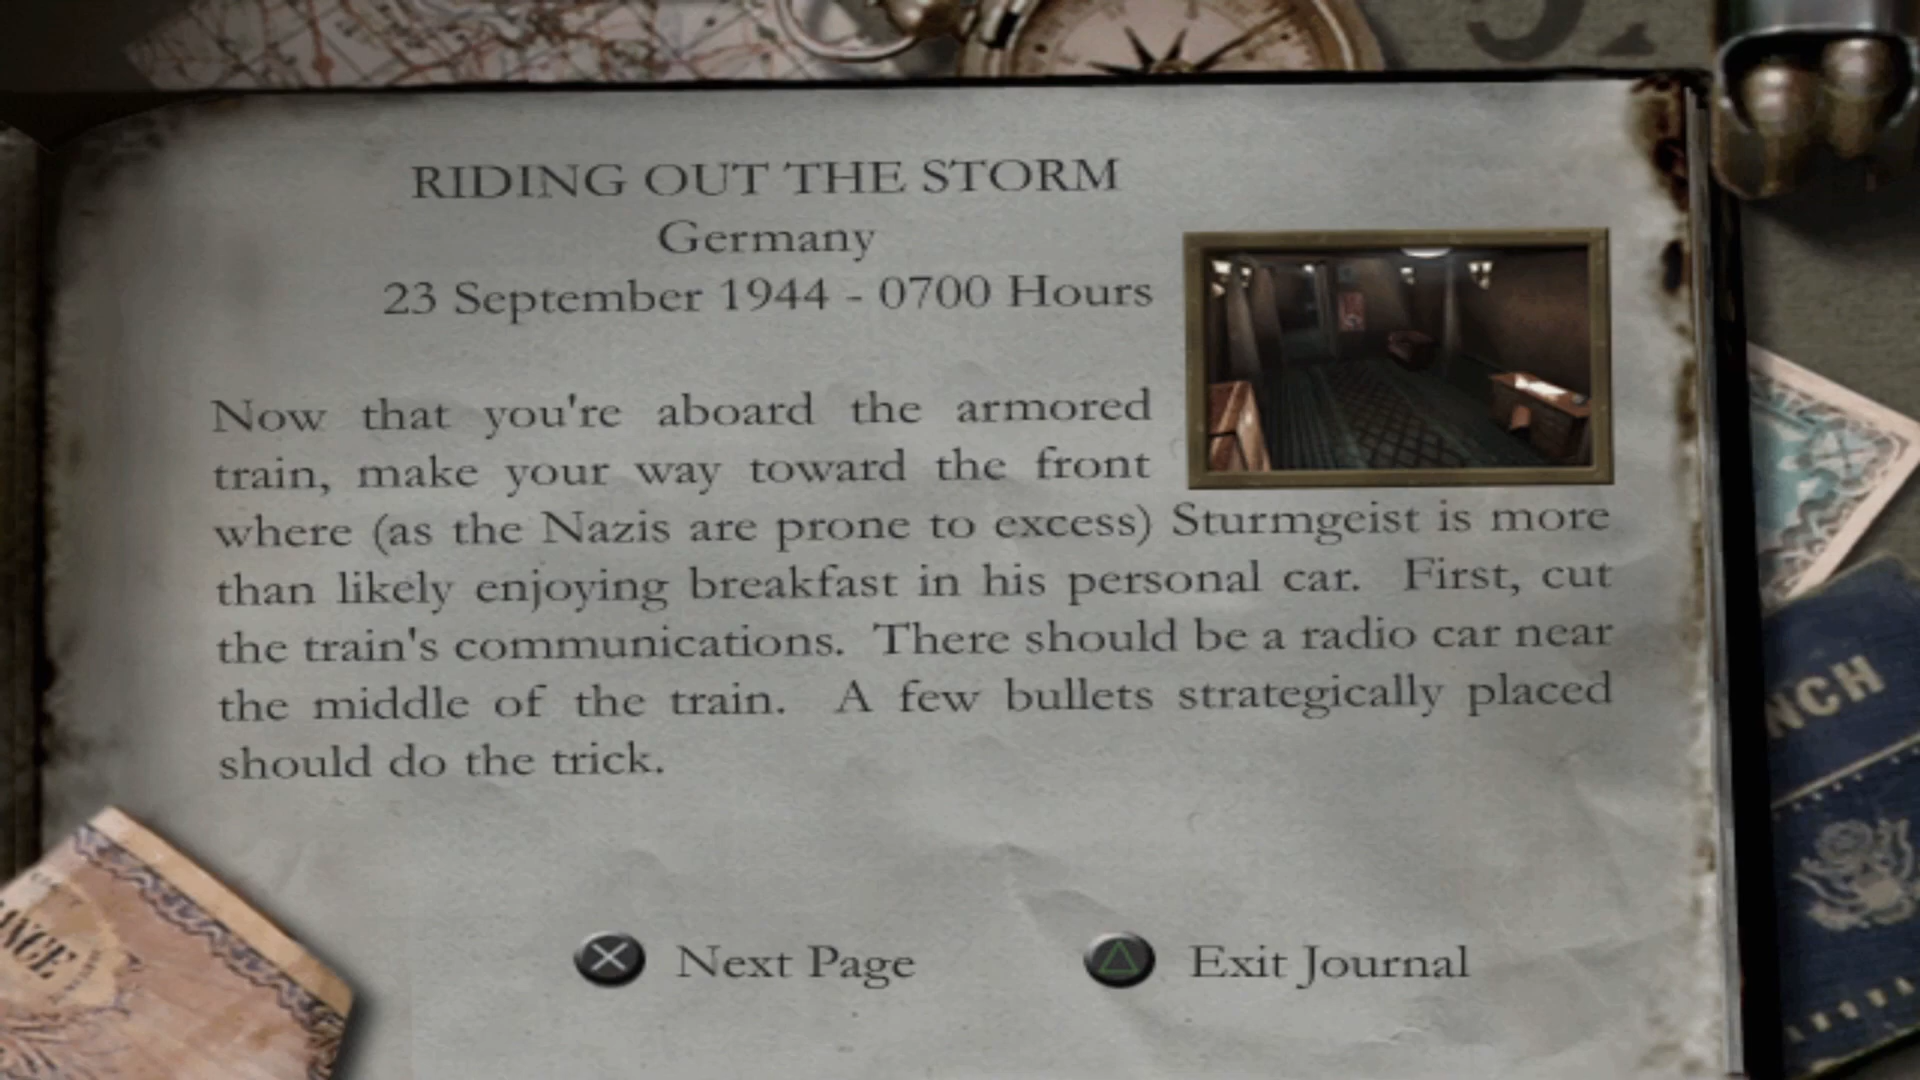 RIDING OUT THE STORM
Germany
23 September 1944 - 0700 Hours
Now that you're aboard the armored
train, make your way toward the front
where (as the Nazis are prone to excess) Sturmgeist is more
than likely enjoying breakfast in his personal car. First, cut
the train's communications. There should be a radio car near
the middle of the train. A few bullets strategically placed
should do the trick.
Next Page
Exit Journal
NCH